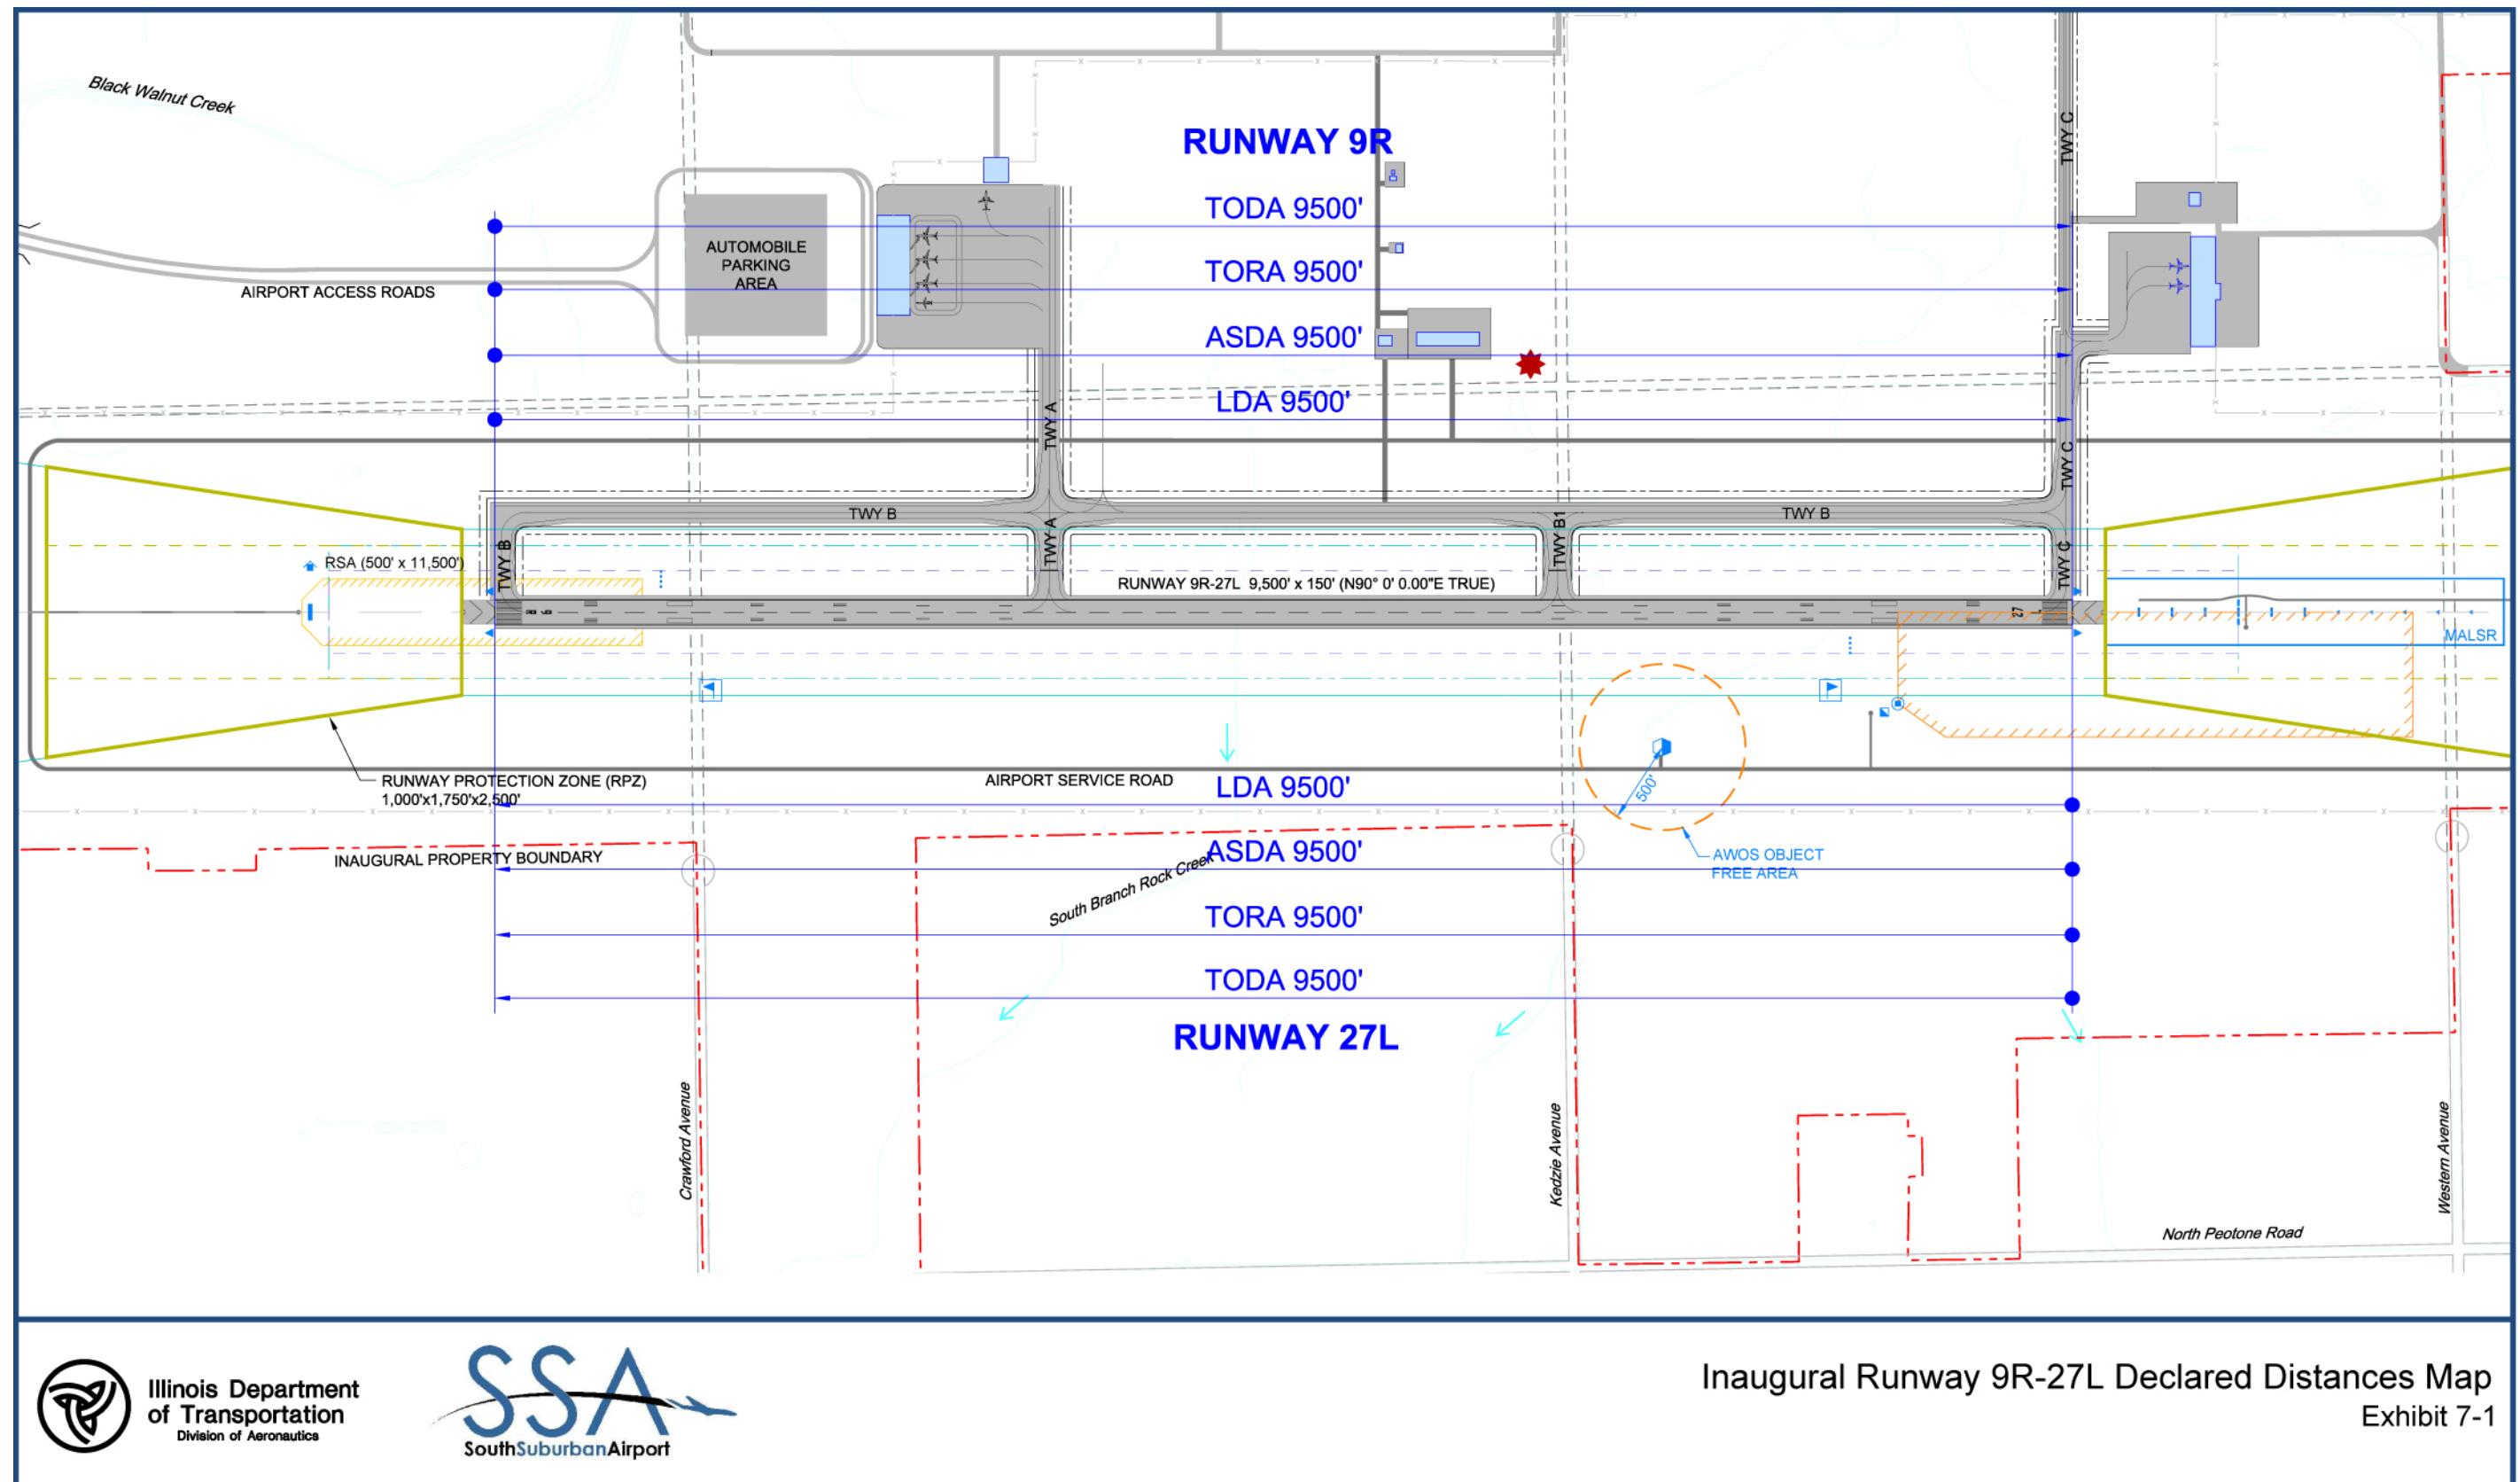 Black Walnut Creek
RUNWAY 9R
TWY C
TODA 9500'
AUTOMOBILE
PARKING
AREA
TORA 9500'
AIRPORT ACCESS ROADS
ASDA 9500'
LDA 9500'
TWY A
TWY C
TWY B
TWY B
TWY B
TWY A
TWY B1
TWY C
RSA (500' x 11,500')
RUNWAY 9R-27L 9,500' x 150' (N90° 0' 0.00"E TRUE)
27
MALSR
RUNWAY PROTECTION ZONE (RPZ)
1,000'x1,750'x2,500'
AIRPORT SERVICE ROAD
LDA 9500'
500'
INAUGURAL PROPERTY BOUNDARY
ASDA 9500'
AWOS OBJECT
FREE AREA
South Branch Rock Creek
TORA 9500'
TODA 9500'
RUNWAY 27L
Crawford Avenue
Kedzie Avenue
Western Avenue
North Peotone Road
Illinois Department
of Transportation
Division of Aeronautics
SSA
SouthSuburbanAirport
Inaugural Runway 9R-27L Declared Distances Map
Exhibit 7-1